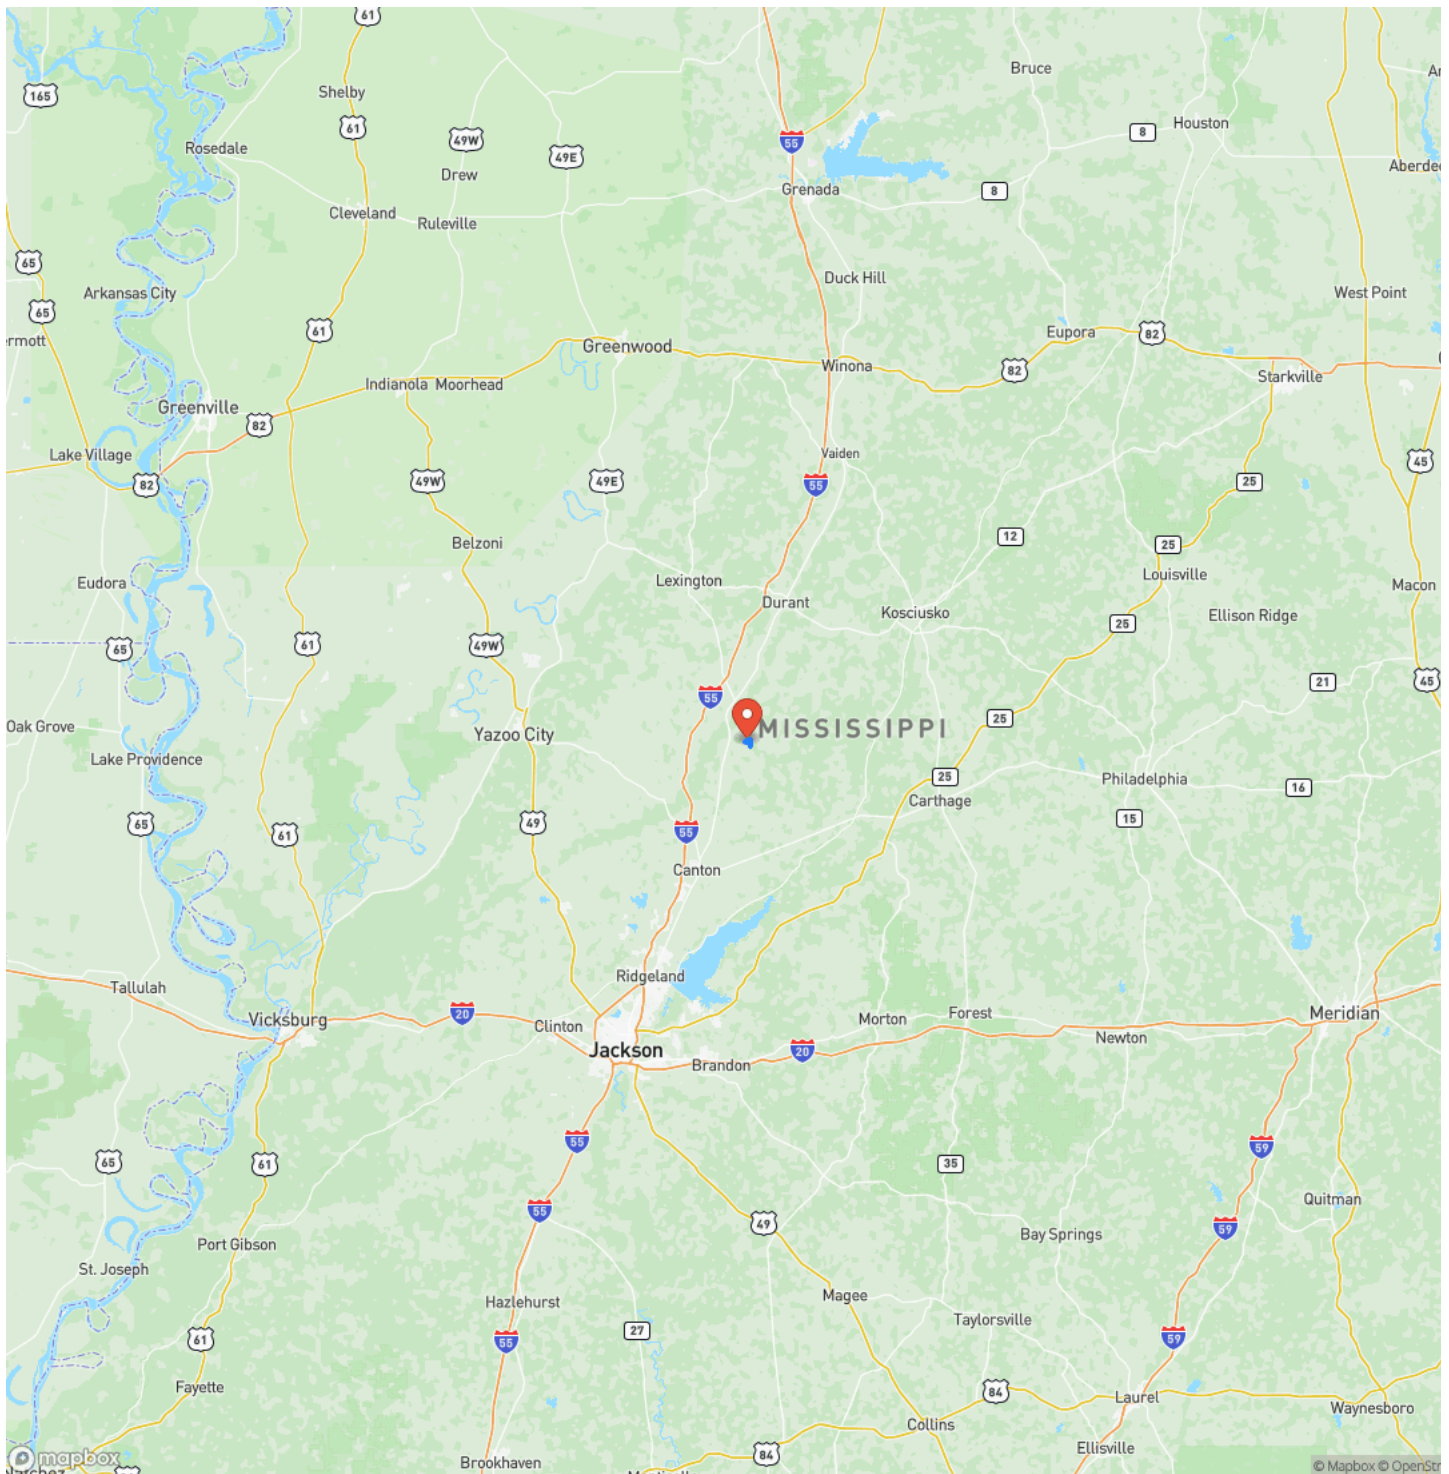 61
Bruce
165
Shelby
61
49W
8
Houston
Rosedale
55
49E
Drew
Aberdee
Grenada
8
Cleveland
Ruleville
65
Duck Hill
Arkansas City
West Point
65
61
82
ermott
Eupora
Greenwood
Winona
82
Starkville
Indianola
Moorhead
Greenville
82
Lake Village
Vaiden
45
82
49W
49E
55
25
12
Belzoni
25
Eudora
Lexington
Louisville
Macon
Durant
Kosciusko
Ellison Ridge
25
65
61
49W
21
45
55
Oak Grove
MISSISSIPPI
25
Yazoo City
Lake Providence
25
Philadelphia
16
Carthage
65
61
49
55
15
Canton
Ridgeland
Tallulah
Vicksburg
20
Clinton
Morton
Forest
Meridian
Jackson
20
Newton
Brandon
55
59
65
61
35
Quitman
55
49
59
Port Gibson
Bay Springs
St. Joseph
Hazlehurst
Magee
Taylorsville
61
55
27
59
Fayette
84
Laurel
Waynesboro
Collins
84
Ellisville
mapbox
Brookhaven
© Mapbox © OpenStr